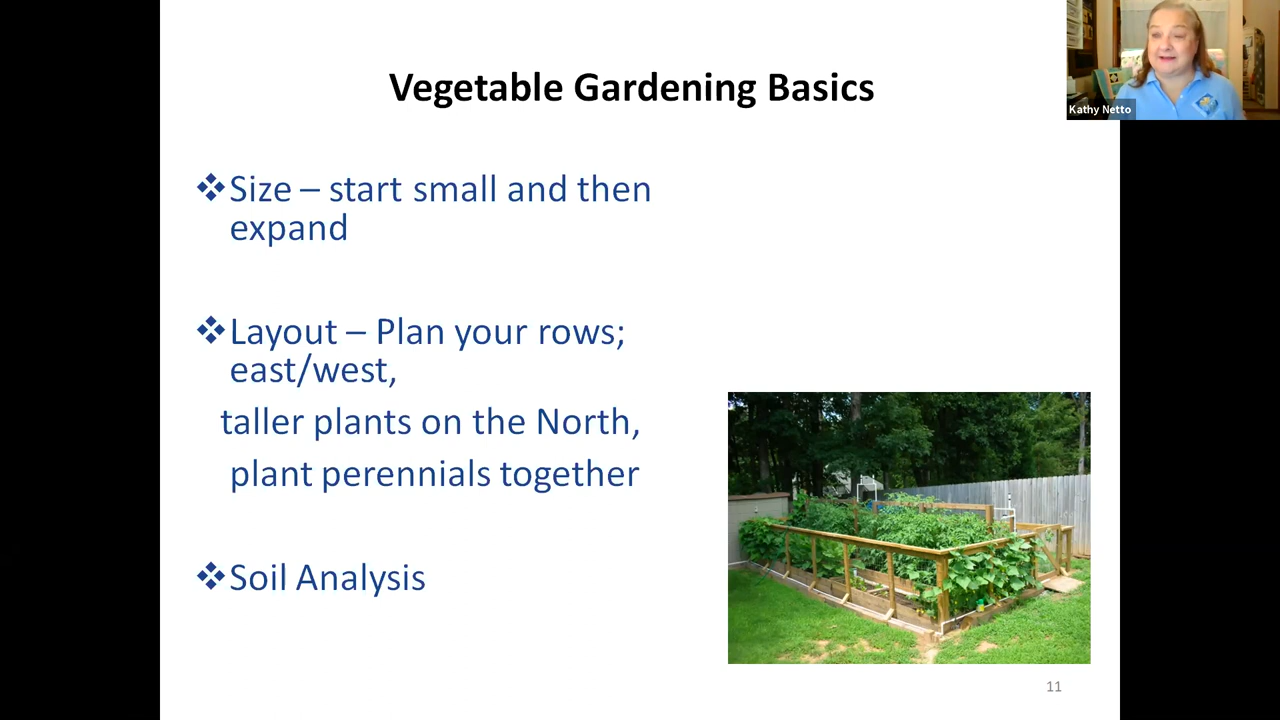 Vegetable Gardening Basics
Kathy Netto
❖Size – start small and then
expand
❖Layout – Plan your rows;
east/west,
taller plants on the North,
plant perennials together
❖Soil Analysis
11